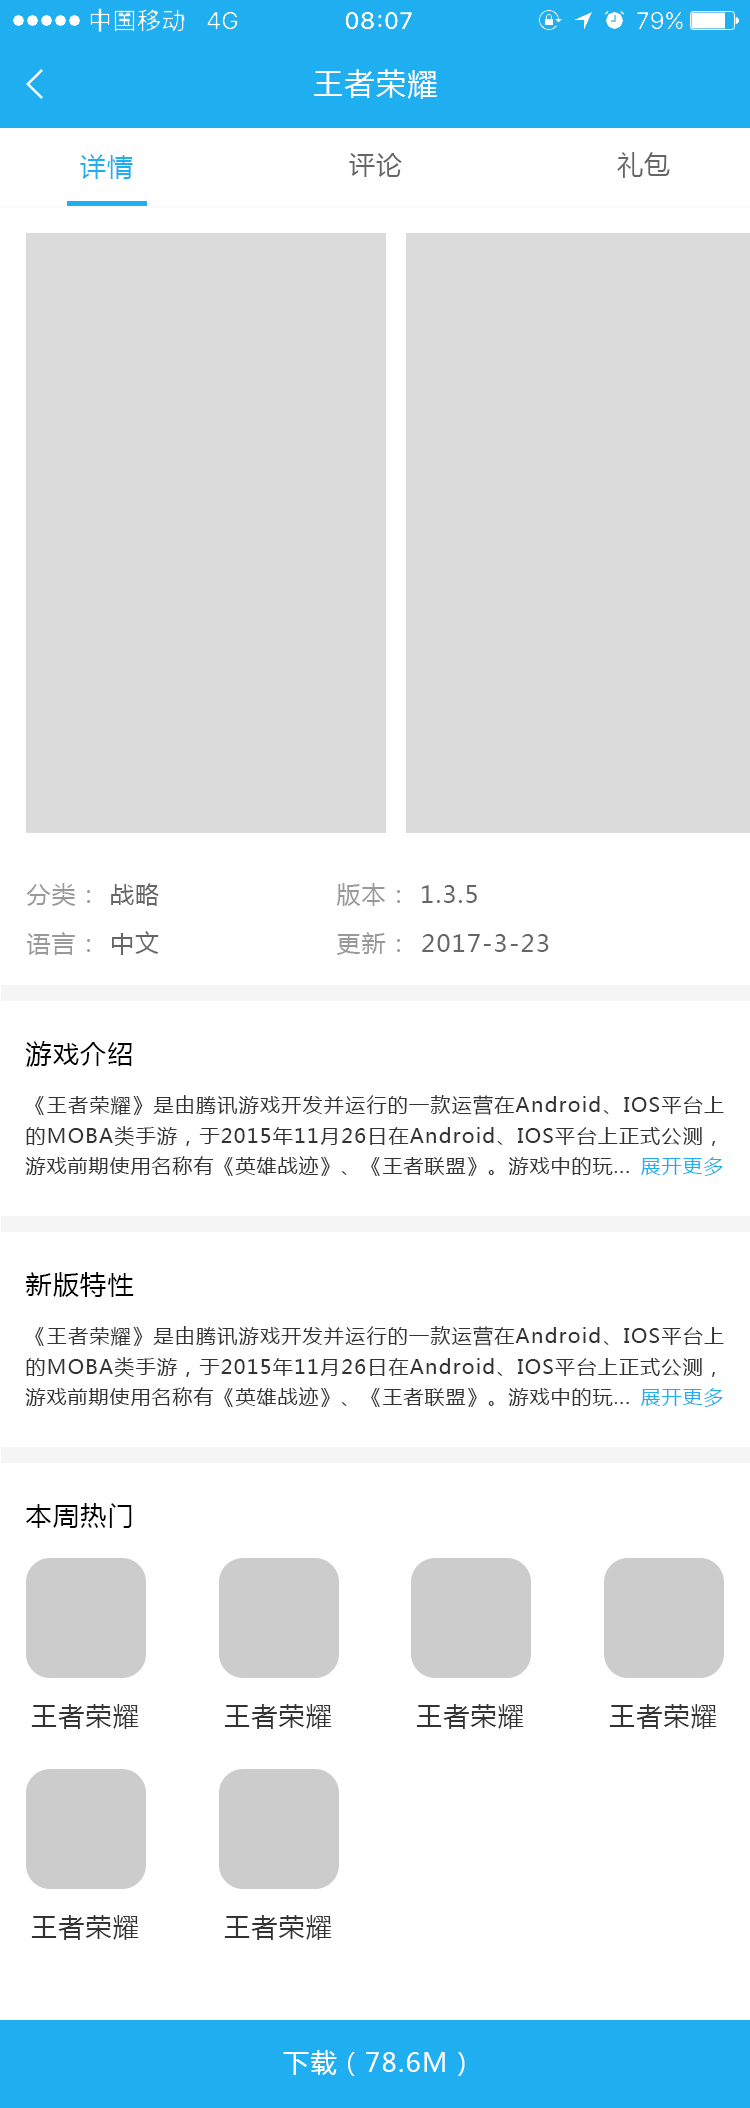 中国移动 4G 08:07 79%
王者荣耀
详情 评论 礼包
分类： 战略 版本： 1.3.5
语言： 中文 更新： 2017-3-23
游戏介绍
《王者荣耀》是由腾讯游戏开发并运行的一款运营在Android、IOS平台上
的MOBA类手游，于2015年11月26日在Android、IOS平台上正式公测，
游戏前期使用名称有《英雄战迹》、《王者联盟》。游戏中的玩... 展开更多
新版特性
《王者荣耀》是由腾讯游戏开发并运行的一款运营在Android、IOS平台上
的MOBA类手游，于2015年11月26日在Android、IOS平台上正式公测，
游戏前期使用名称有《英雄战迹》、《王者联盟》。游戏中的玩... 展开更多
本周热门
王者荣耀 王者荣耀 王者荣耀 王者荣耀
王者荣耀 王者荣耀
下载（78.6M）